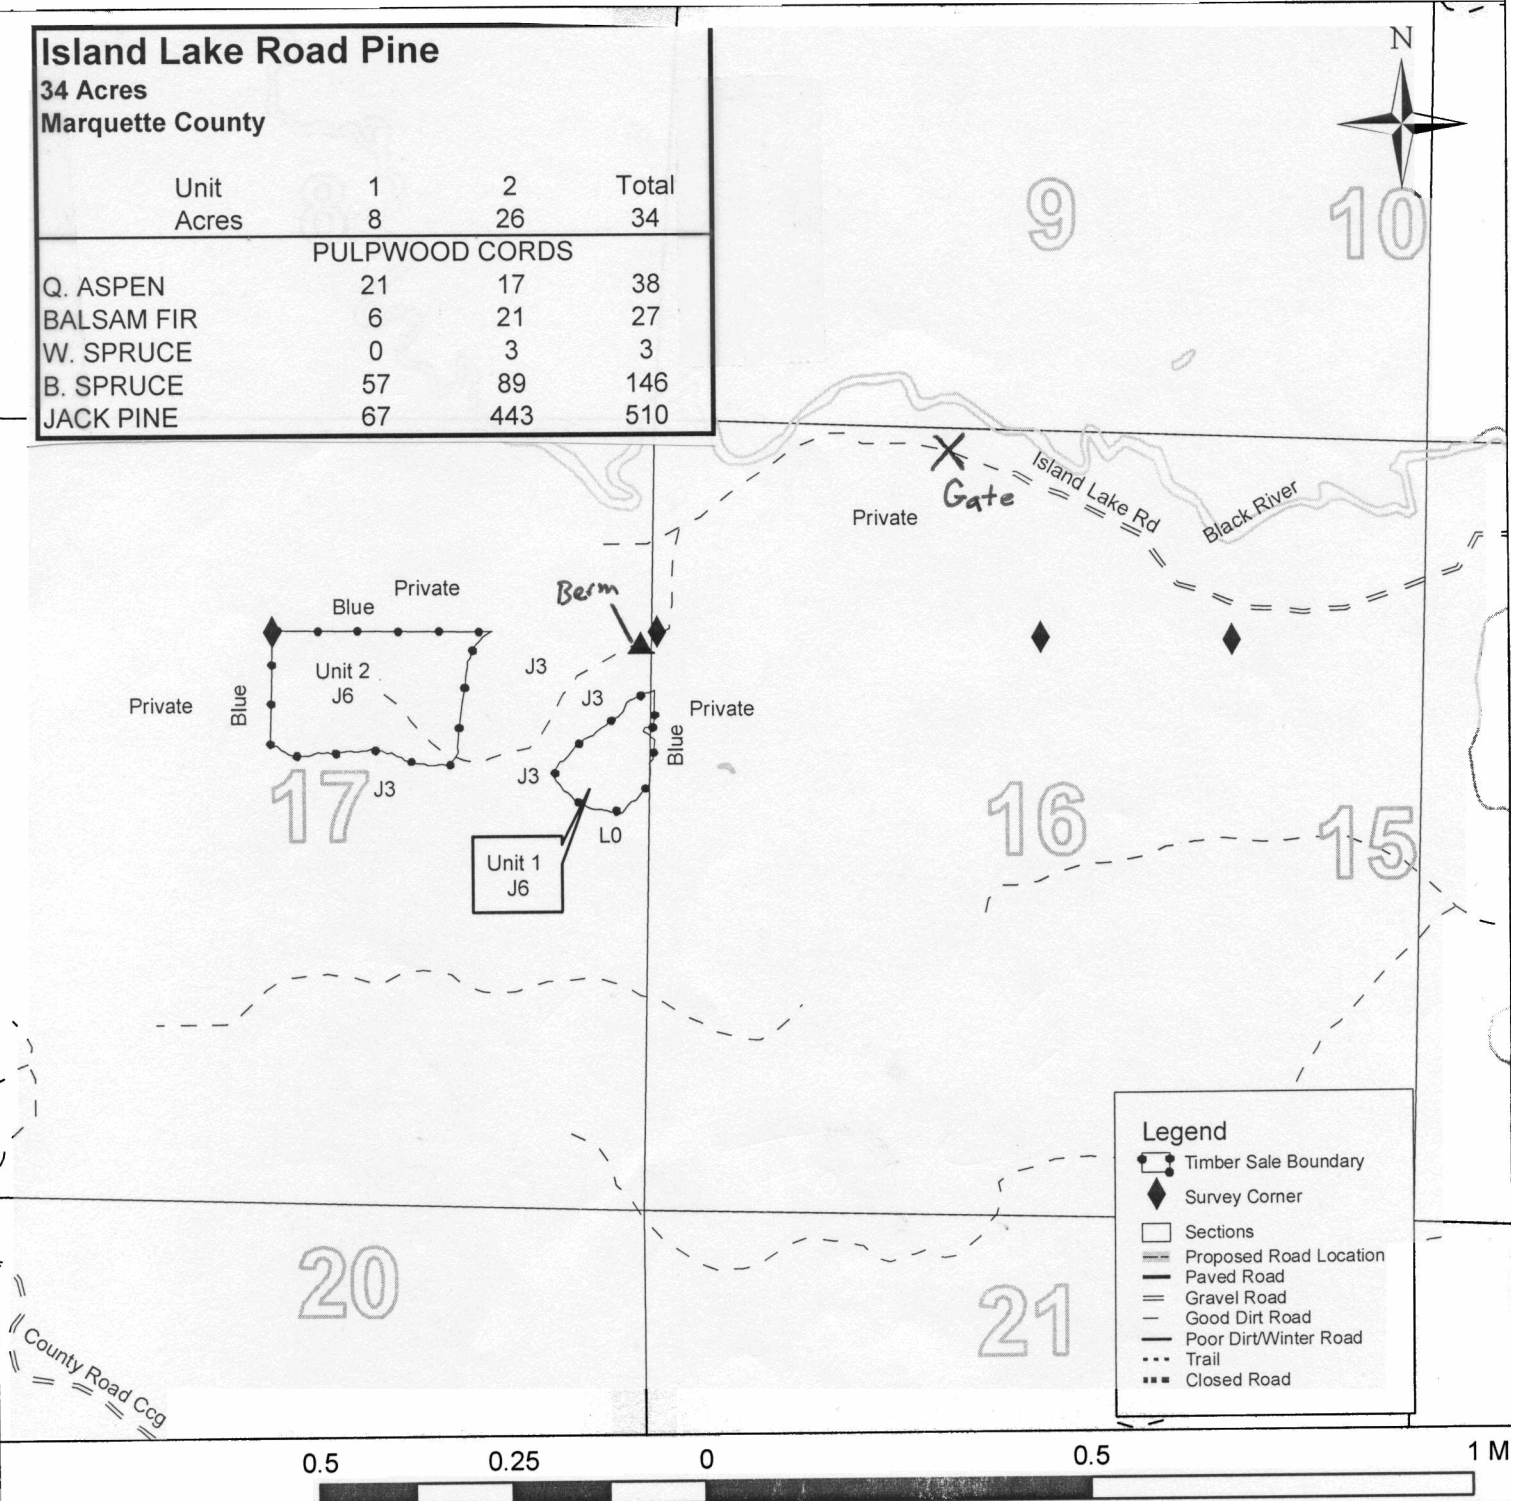 Island Lake Road Pine
34 Acres
Marquette County
Unit 1 2 Total
Acres 8 26 34
PULPWOOD CORDS
Q. ASPEN 21 17 38
BALSAM FIR 6 21 27
W. SPRUCE 0 3 3
B. SPRUCE 57 89 146
JACK PINE 67 443 510
N
9
10
Gate
Island Lake Rd
Black River
Private
Private
Blue
Berm
Unit 2
J6
J3
J3
Private
Blue
Private
Blue
J3
J3
17
16
15
L0
Unit 1
J6
20
21
County Road Ccg
Legend
Timber Sale Boundary
Survey Corner
Sections
Proposed Road Location
Paved Road
Gravel Road
Good Dirt Road
Poor Dirt/Winter Road
Trail
Closed Road
0.5 0.25 0 0.5 1 M